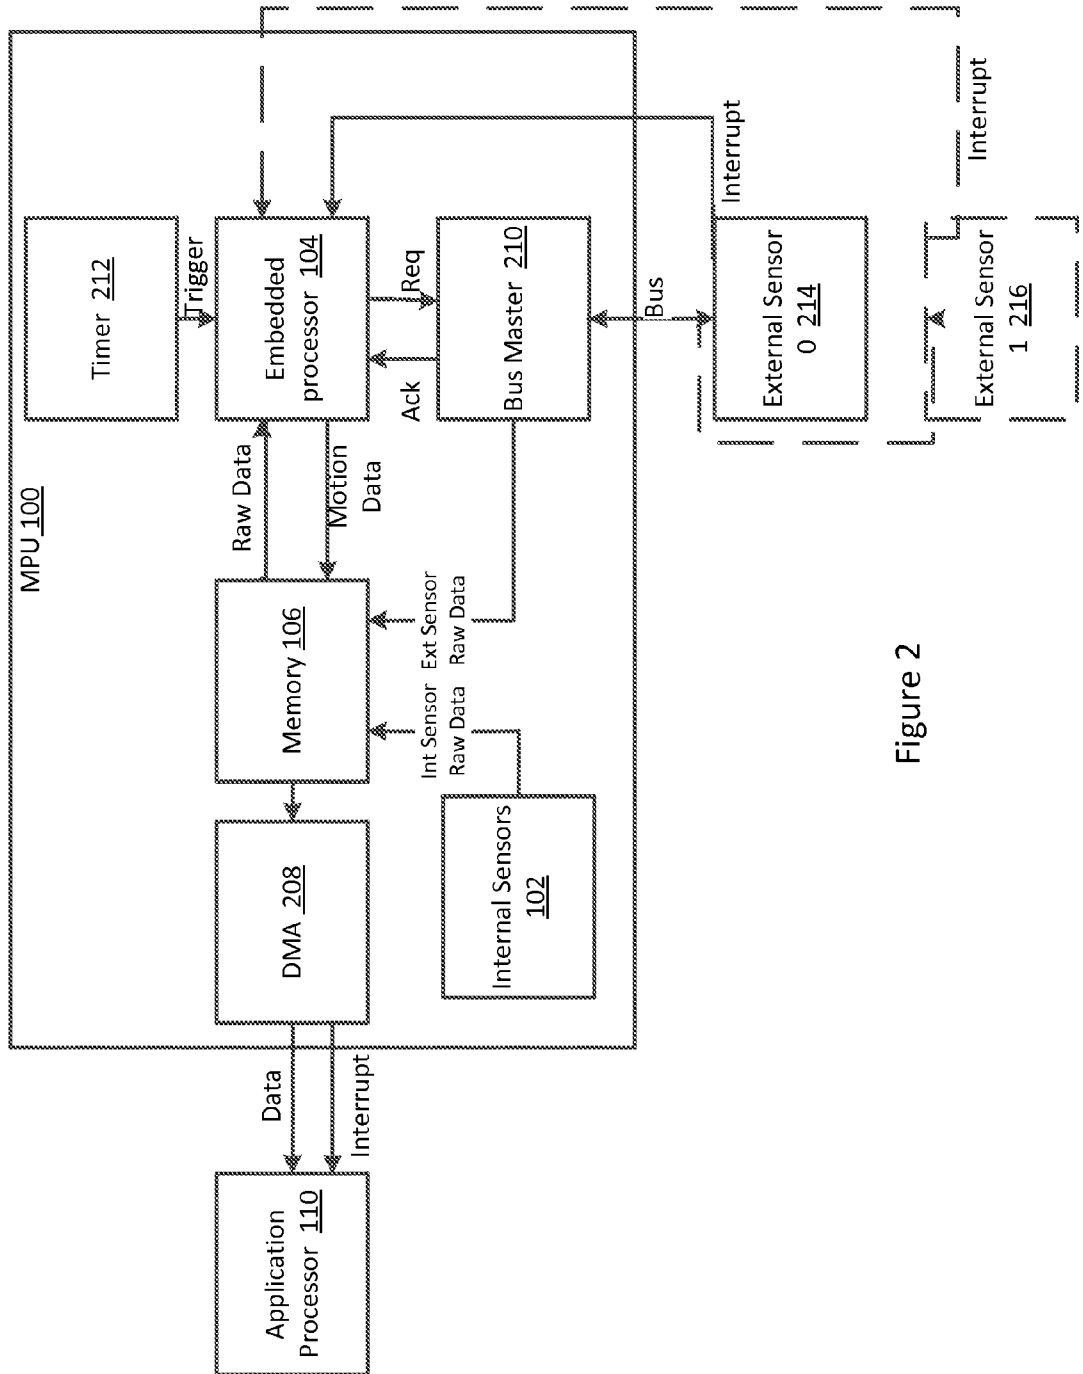 MPU 100
Timer 212
Trigger
Embedded
processor 104
Raw Data
Motion
Data
Req
Ack
Bus Master 210
Memory 106
Ext Sensor
Raw Data
Int Sensor
Raw Data
Internal Sensors
102
DMA 208
Data
Interrupt
Application
Processor 110
Bus
Interrupt
External Sensor
0 214
Interrupt
External Sensor
1 216
Figure 2